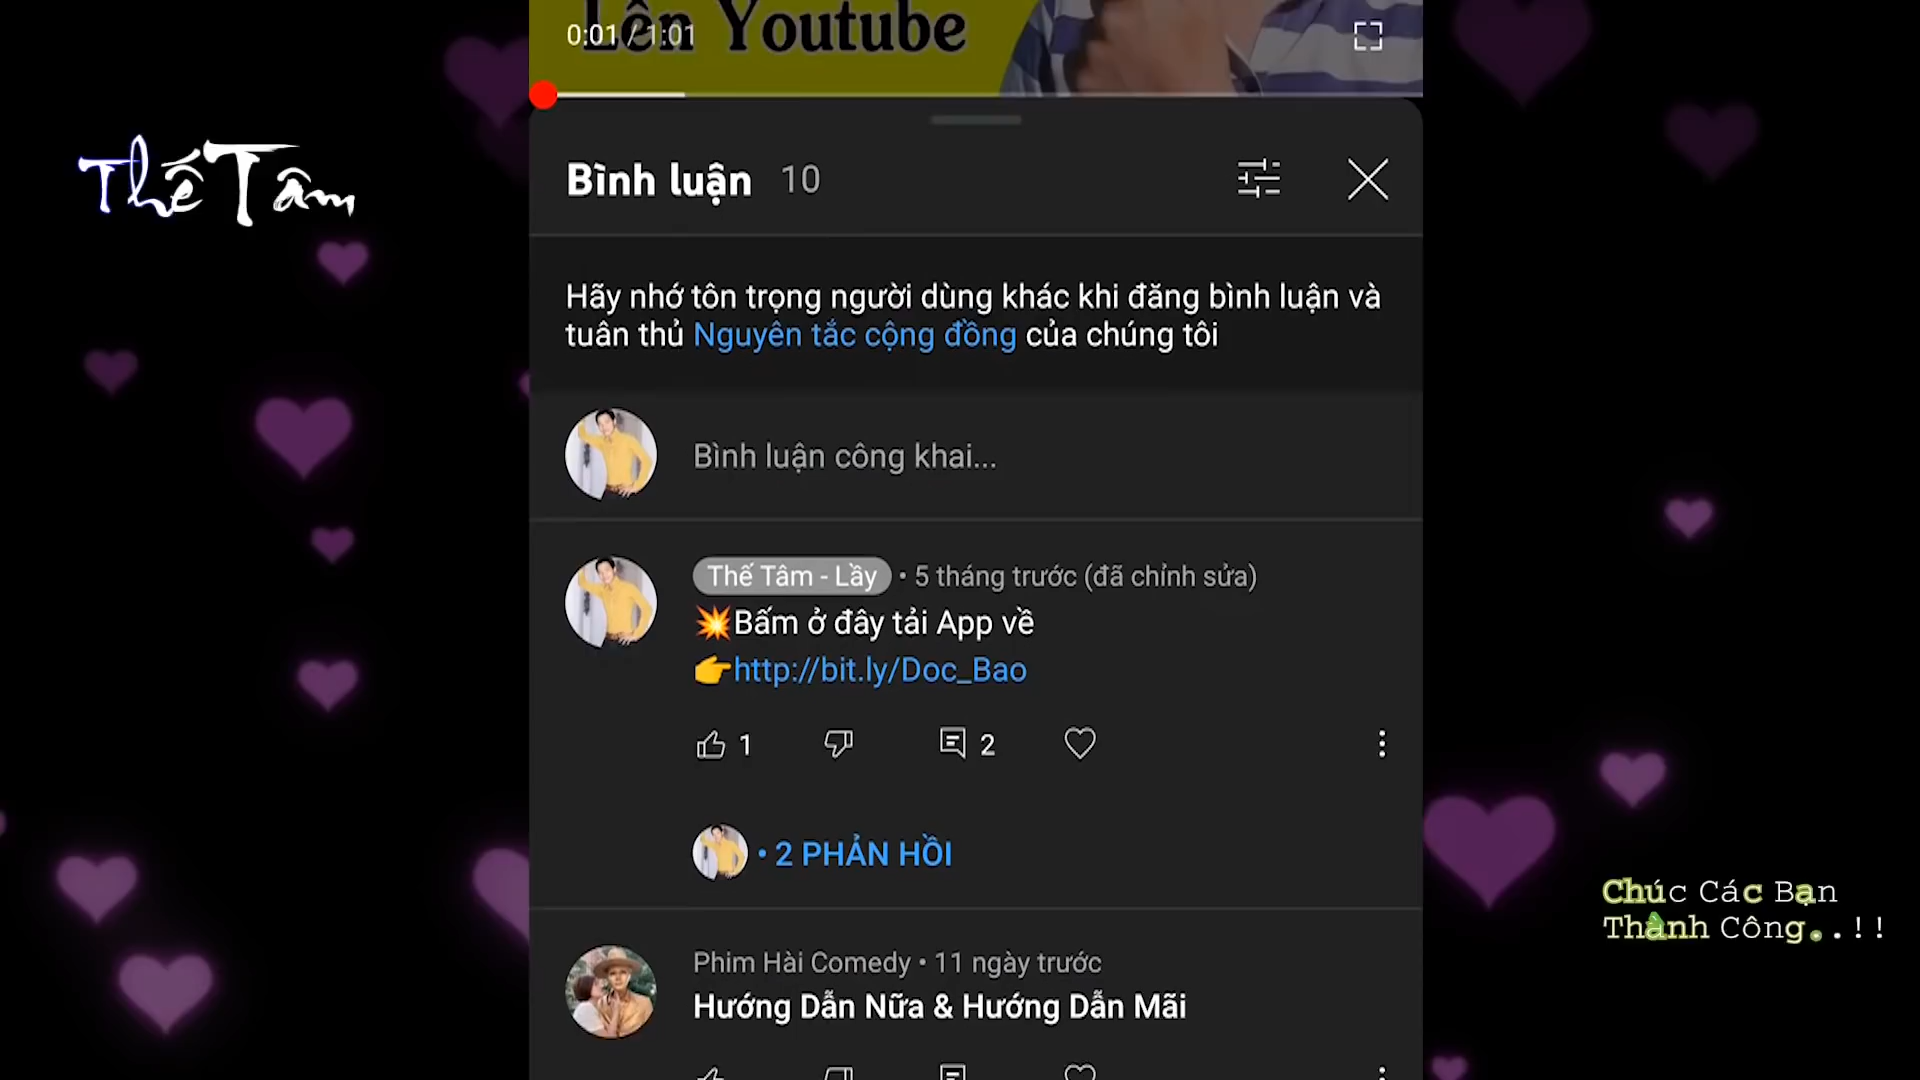 Lên Youtube
0:01 / 1:01
Thế Tâm
Bình luận 10
Hãy nhớ tôn trọng người dùng khác khi đăng bình luận và
tuân thủ Nguyên tắc cộng đồng của chúng tôi
Bình luận công khai...
Thế Tâm - Lầy • 5 tháng trước (đã chỉnh sửa)
💥Bấm ở đây tải App về
👉http://bit.ly/Doc_Bao
1
2
• 2 PHẢN HỒI
Phim Hài Comedy • 11 ngày trước
Hướng Dẫn Nữa & Hướng Dẫn Mãi
Chúc Các Bạn
Thành Công..!!